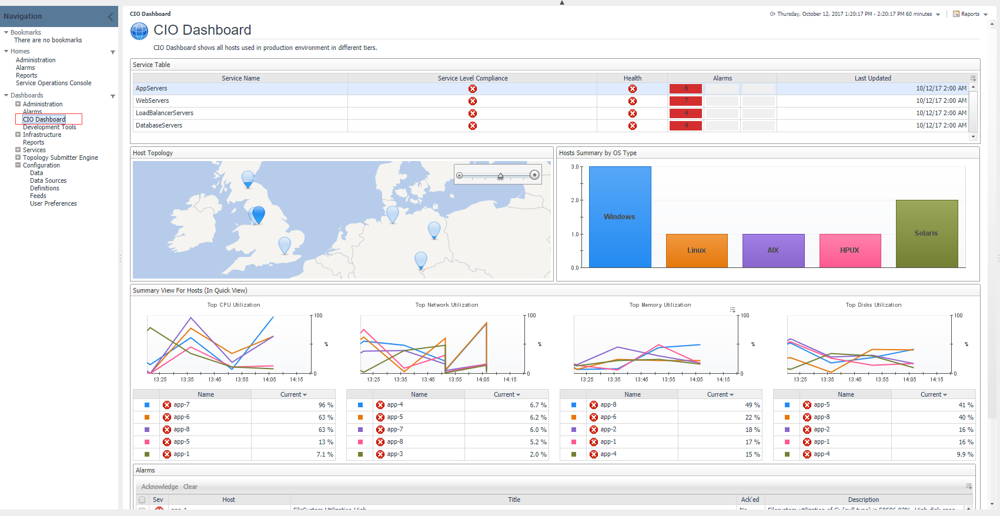 Navigation
Bookmarks
There are no bookmarks
Homes
Administration
Alarms
Reports
Service Operations Console
Dashboards
Administration
Alarms
CIO Dashboard
Development Tools
Infrastructure
Reports
Services
Topology Submitter Engine
Configuration
Data
Data Sources
Definitions
Feeds
User Preferences
CIO Dashboard
Thursday, October 12, 2017 1:20:17 PM - 2:20:17 PM 60 minutes | Reports
CIO Dashboard
CIO Dashboard shows all hosts used in production environment in different tiers.
Service Table
Service Name Service Level Compliance Health Alarms Last Updated
AppServers 8 10/12/17 2:00 AM
WebServers 7 10/12/17 2:00 AM
LoadBalancerServers 4 10/12/17 2:00 AM
DatabaseServers 4 10/12/17 2:00 AM
Host Topology
Hosts Summary by OS Type
3.0
2.0
1.0
0.0
Windows
Linux
AIX
HPUX
Solaris
Summary View For Hosts (In Quick View)
Top CPU Utilization
100
%
0
13:25 13:35 13:45 13:55 14:05 14:15
Name Current
app-7 96 %
app-6 63 %
app-8 63 %
app-5 13 %
app-1 7.1 %
Top Network Utilization
100
%
0
13:25 13:35 13:45 13:55 14:05 14:15
Name Current
app-4 6.7 %
app-5 6.2 %
app-7 6.0 %
app-8 5.2 %
app-3 2.0 %
Top Memory Utilization
100
%
0
13:25 13:35 13:45 13:55 14:05 14:15
Name Current
app-8 49 %
app-6 22 %
app-2 18 %
app-1 17 %
app-4 15 %
Top Disks Utilization
100
%
0
13:25 13:35 13:45 13:55 14:05 14:15
Name Current
app-5 41 %
app-8 40 %
app-2 16 %
app-1 16 %
app-4 9.9 %
Alarms
Acknowledge Clear
Sev Host Title Ack'ed Description